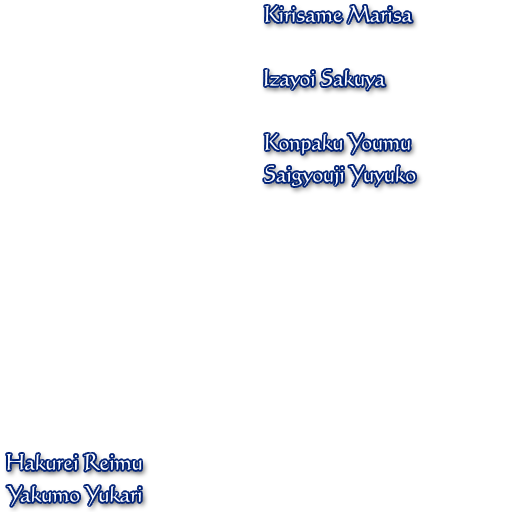 Kirisame Marisa
Izayoi Sakuya
Konpaku Youmu
Saigyouji Yuyuko
Hakurei Reimu
Yakumo Yukari